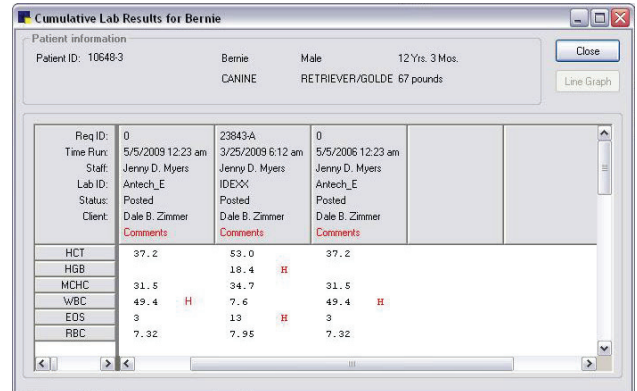 Cumulative Lab Results for Bernie
Patient information
Patient ID: 10648-3 Bernie Male 12 Yrs. 3 Mos.
CANINE RETRIEVER/GOLDE 67 pounds
Close
Line Graph
Req ID: 0 23843-A 0
Time Run: 5/5/2009 12:23 am 3/25/2009 6:12 am 5/5/2006 12:23 am
Staff: Jenny D. Myers Jenny D. Myers Jenny D. Myers
Lab ID: Antech_E IDEXX Antech_E
Status: Posted Posted Posted
Client: Dale B. Zimmer Dale B. Zimmer Dale B. Zimmer
Comments Comments Comments
HCT 37.2 53.0 37.2
HGB 18.4 H
MCHC 31.5 34.7 31.5
WBC 49.4 H 7.6 49.4 H
EOS 3 13 H 3
RBC 7.32 7.95 7.32